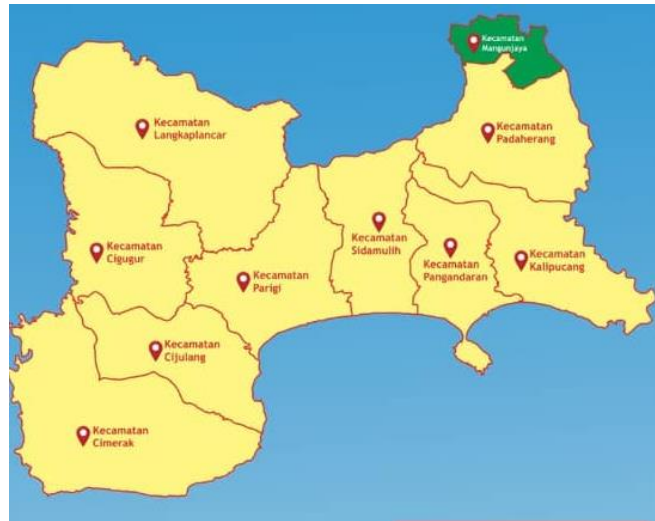 Kecamatan
Mangunjaya
Kecamatan
Langkaplancar
Kecamatan
Padaherang
Kecamatan
Cigugur
Kecamatan
Sidamulih
Kecamatan
Pangandaran
Kecamatan
Kalipucang
Kecamatan
Parigi
Kecamatan
Cijulang
Kecamatan
Cimerak